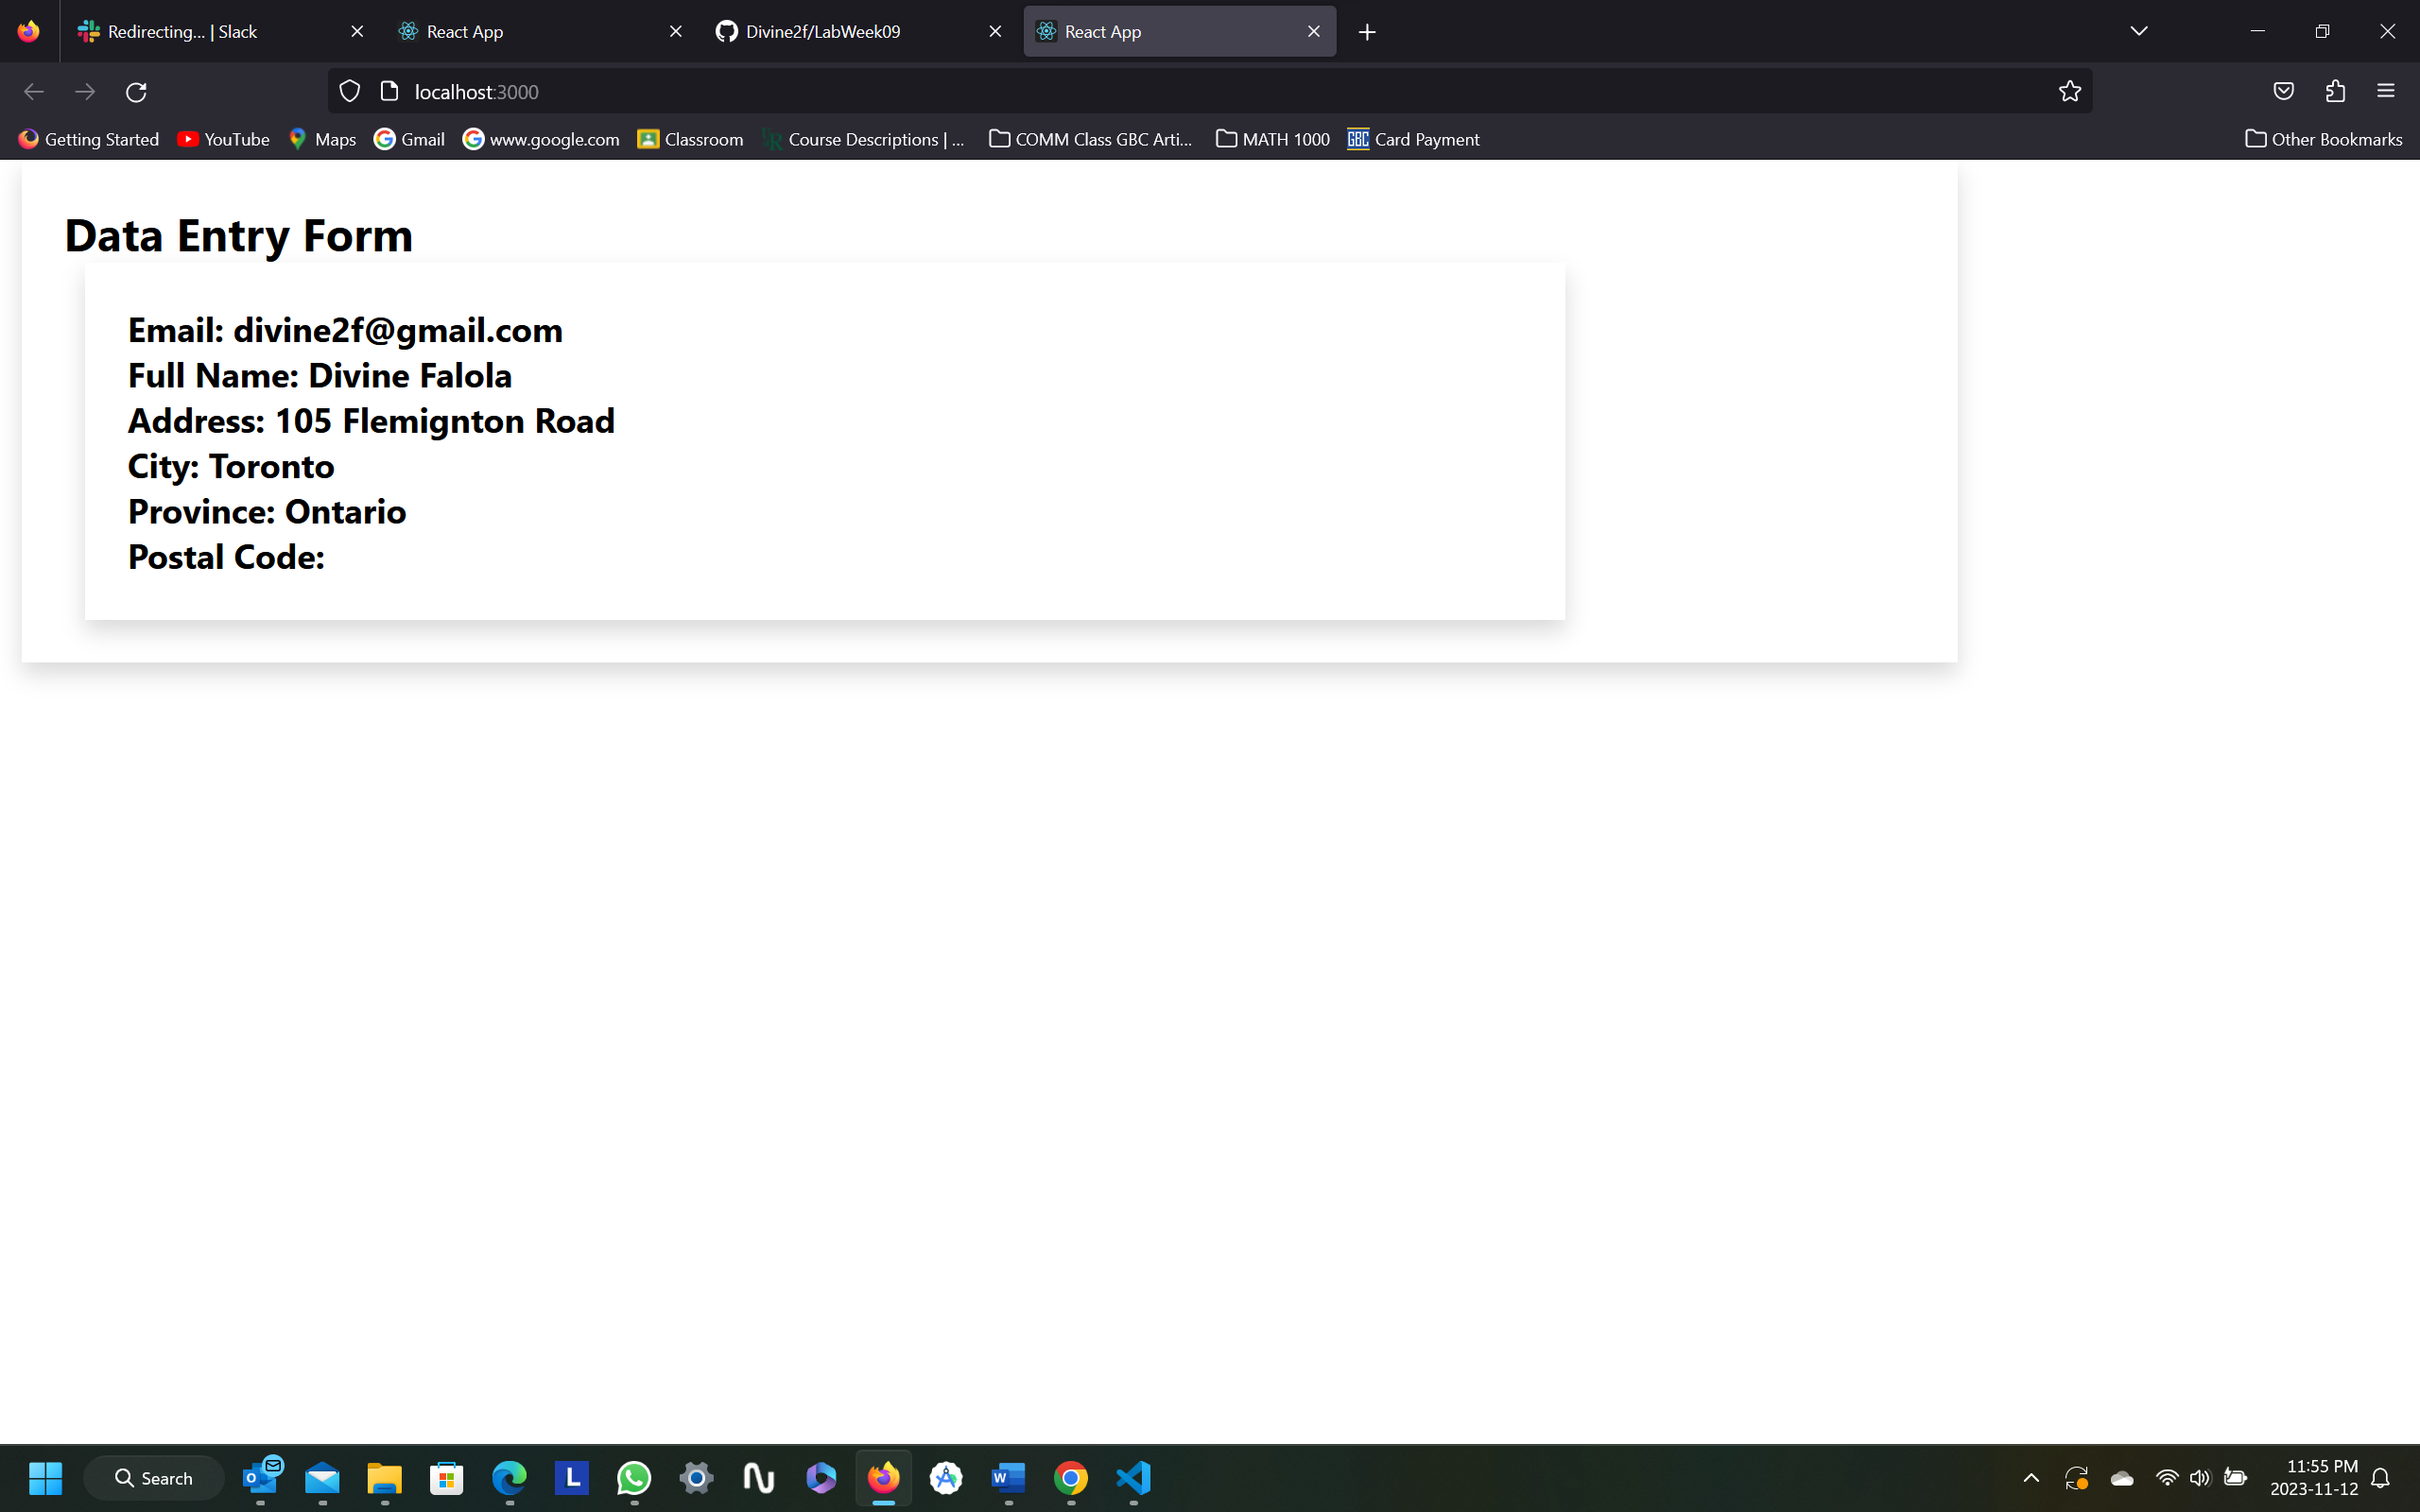 Redirecting... | Slack
React App
Divine2f/LabWeek09
React App
localhost:3000
Getting Started
YouTube
Maps
Gmail
www.google.com
Classroom
Course Descriptions | ...
COMM Class GBC Arti...
MATH 1000
GBC
Card Payment
Other Bookmarks
Data Entry Form
Email: divine2f@gmail.com
Full Name: Divine Falola
Address: 105 Flemignton Road
City: Toronto
Province: Ontario
Postal Code:
Search
L
11:55 PM
2023-11-12